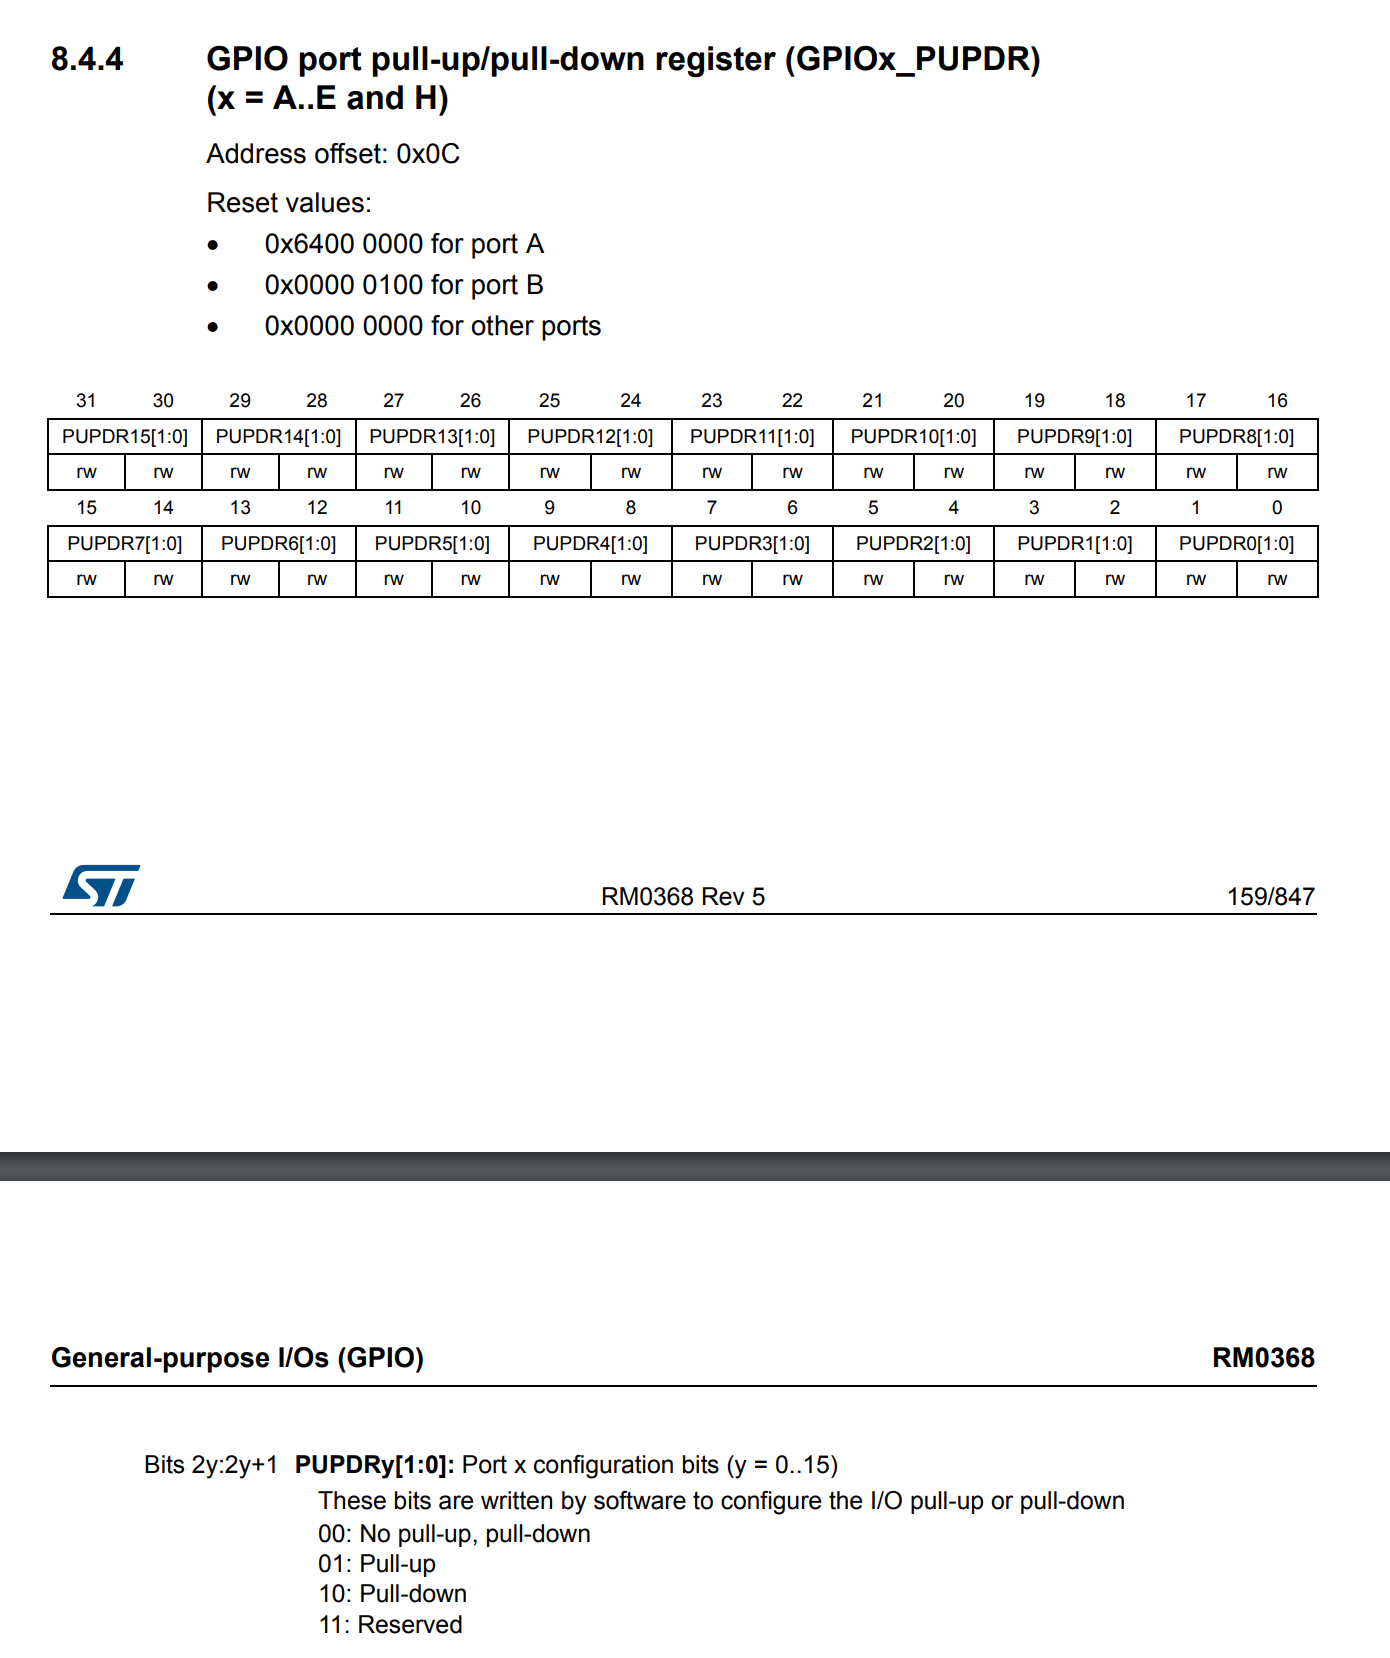 8.4.4 GPIO port pull-up/pull-down register (GPIOx_PUPDR)
(x = A..E and H)
Address offset: 0x0C
Reset values:
• 0x6400 0000 for port A
• 0x0000 0100 for port B
• 0x0000 0000 for other ports
31 30 29 28 27 26 25 24 23 22 21 20 19 18 17 16
PUPDR15[1:0] PUPDR14[1:0] PUPDR13[1:0] PUPDR12[1:0] PUPDR11[1:0] PUPDR10[1:0] PUPDR9[1:0] PUPDR8[1:0]
rw rw rw rw rw rw rw rw rw rw rw rw rw rw rw rw
15 14 13 12 11 10 9 8 7 6 5 4 3 2 1 0
PUPDR7[1:0] PUPDR6[1:0] PUPDR5[1:0] PUPDR4[1:0] PUPDR3[1:0] PUPDR2[1:0] PUPDR1[1:0] PUPDR0[1:0]
rw rw rw rw rw rw rw rw rw rw rw rw rw rw rw rw
ST RM0368 Rev 5 159/847
General-purpose I/Os (GPIO) RM0368
Bits 2y:2y+1 PUPDRy[1:0]: Port x configuration bits (y = 0..15)
These bits are written by software to configure the I/O pull-up or pull-down
00: No pull-up, pull-down
01: Pull-up
10: Pull-down
11: Reserved